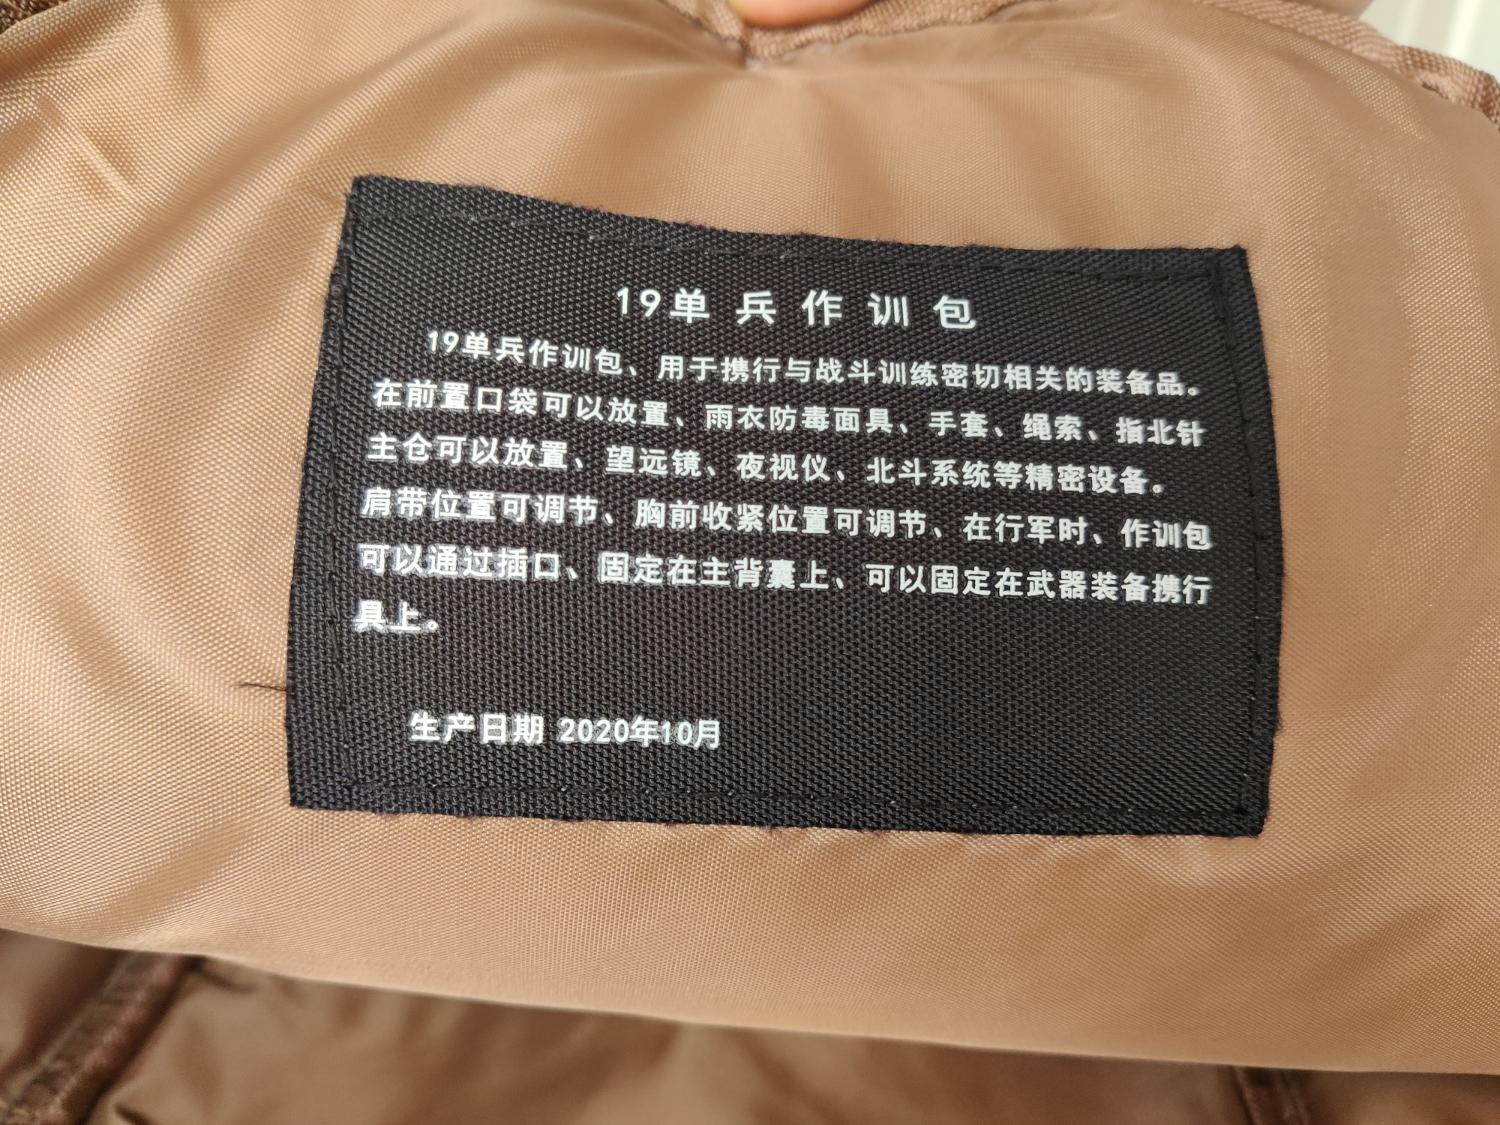 19单兵作训包
19单兵作训包、用于携行与战斗训练密切相关的装备品。
在前置口袋可以放置、雨衣防毒面具、手套、绳索、指北针
主仓可以放置、望远镜、夜视仪、北斗系统等精密设备。
肩带位置可调节、胸前收紧位置可调节、在行军时、作训包
可以通过插口、固定在主背囊上、可以固定在武器装备携行
具上。
生产日期 2020年10月